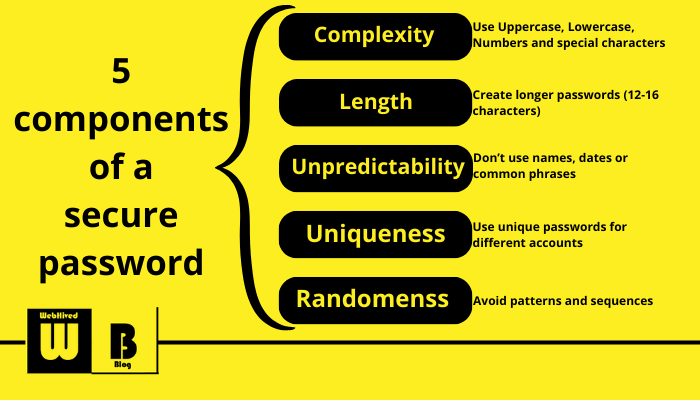 5
components
of a
secure
password
Complexity
Use Uppercase, Lowercase,
Numbers and special characters
Length
Create longer passwords (12-16
characters)
Unpredictability
Don’t use names, dates or
common phrases
Uniqueness
Use unique passwords for
different accounts
Randomenss
Avoid patterns and sequences
WebHived
W
B
Blog